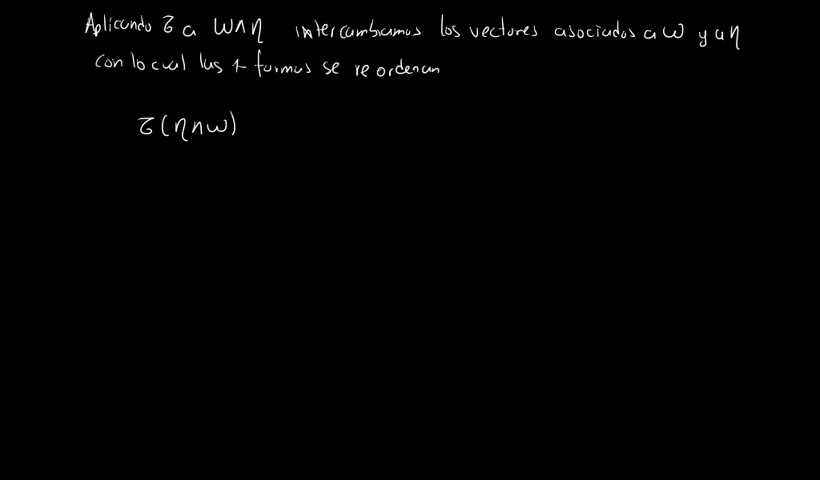 Aplicando τ a ω∧η intercambiamos los vectores asociados a ω y a η
con lo cual las 1 formas se reordenan
τ(η∧ω)